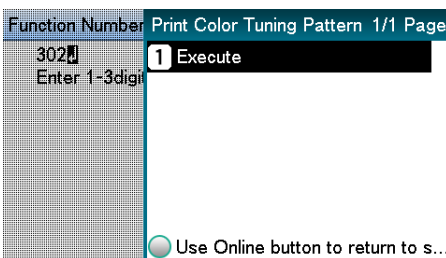 Function Number
302
Enter 1-3digi
Print Color Tuning Pattern 1/1 Page
1 Execute
Use Online button to return to s...